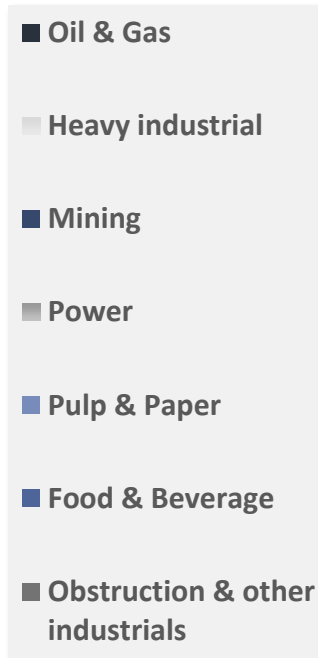 Oil & Gas
Heavy industrial
Mining
Power
Pulp & Paper
Food & Beverage
Obstruction & other
industrials